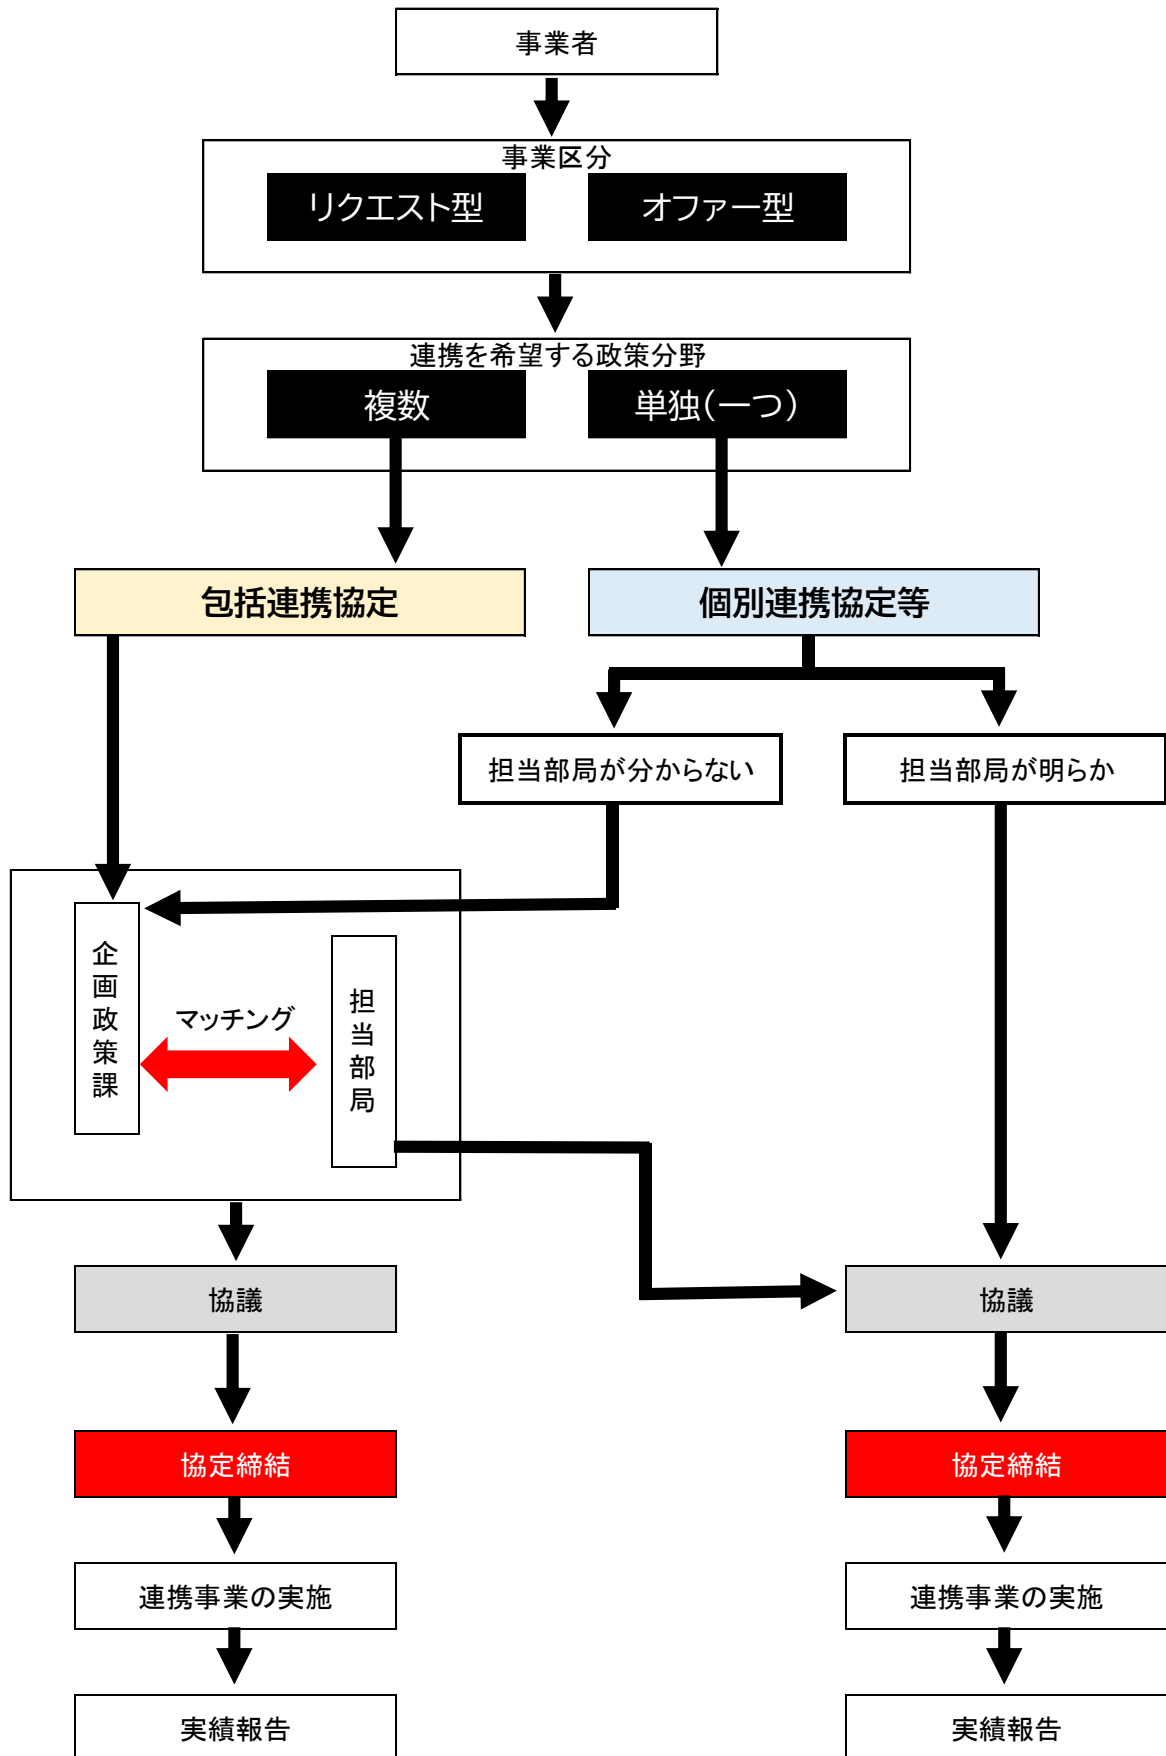 事業者
事業区分
リクエスト型
オファー型
連携を希望する政策分野
複数
単独(一つ)
包括連携協定
個別連携協定等
担当部局が分からない
担当部局が明らか
企画政策課
マッチング
担当部局
協議
協議
協定締結
協定締結
連携事業の実施
連携事業の実施
実績報告
実績報告